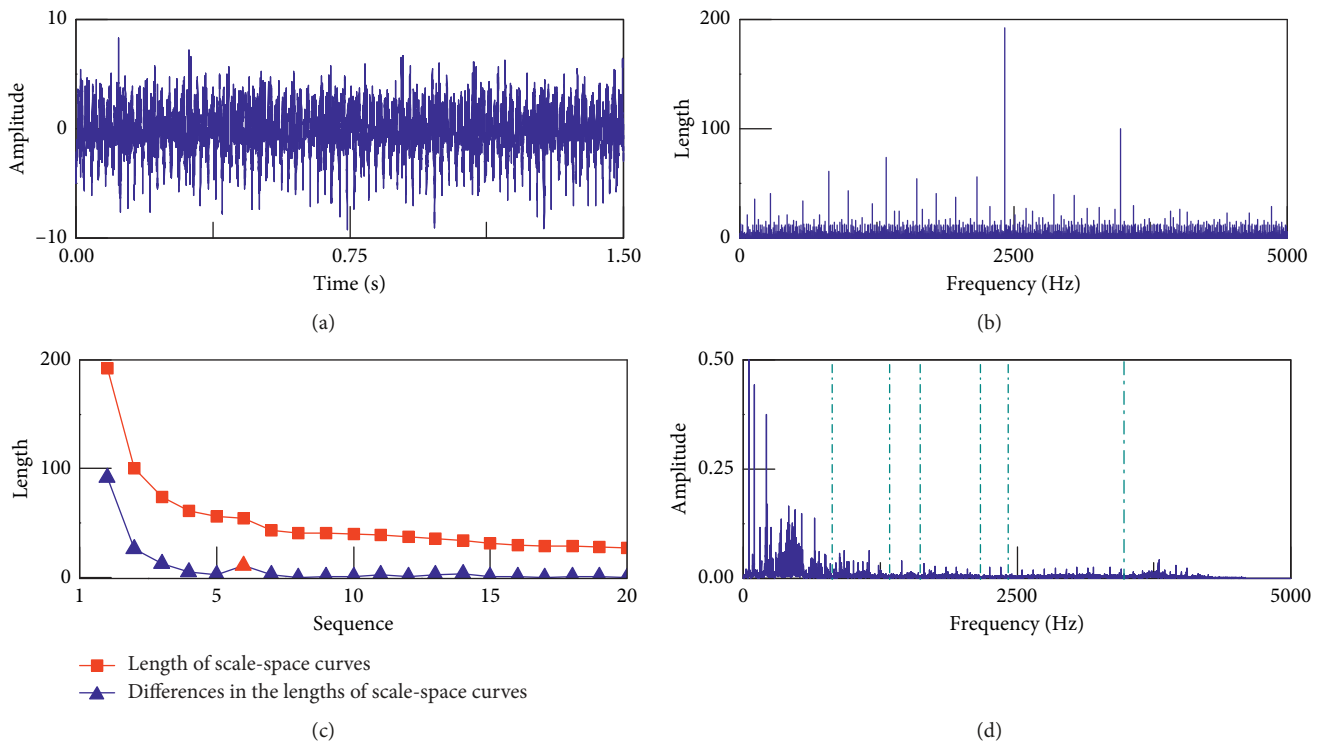 10
0
−10
Amplitude
0.00
0.75
1.50
Time (s)
(a)
200
100
0
Length
0
2500
5000
Frequency (Hz)
(b)
200
100
0
Length
1
5
10
15
20
Sequence
Length of scale-space curves
Differences in the lengths of scale-space curves
(c)
0.50
0.25
0.00
Amplitude
0
2500
5000
Frequency (Hz)
(d)